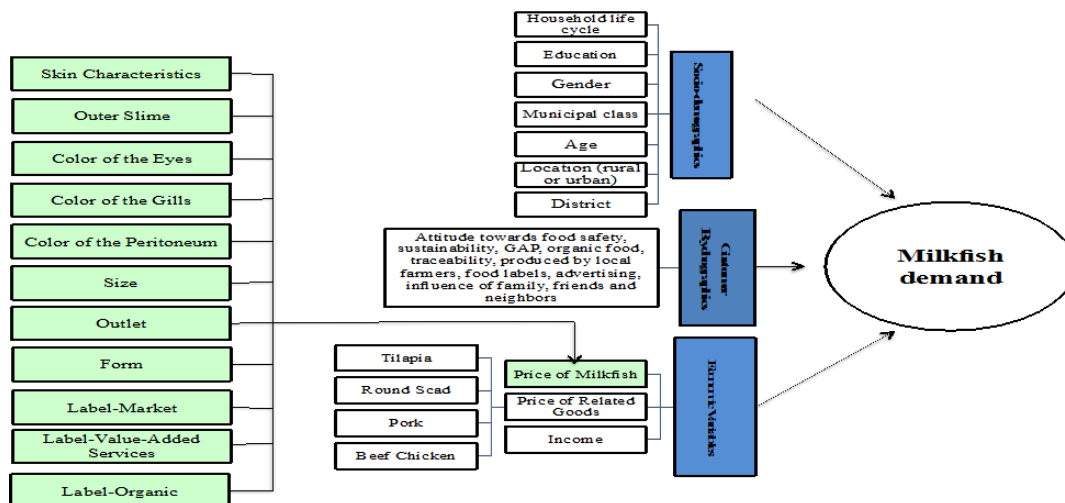 Skin Characteristics
Outer Slime
Color of the Eyes
Color of the Gills
Color of the Peritoneum
Size
Outlet
Form
Label-Market
Label-Value-Added
Services
Label-Organic
Household life
cycle
Education
Gender
Municipal class
Age
Location (rural
or urban)
District
Socio-demographics
Attitude towards food safety,
sustainability, GAP, organic food,
traceability, produced by local
farmers, food labels, advertising,
influence of family, friends and
neighbors
Tilapia
Round Scad
Pork
Beef Chicken
Price of Milkfish
Price of Related
Goods
Income
Economic Variables
Milkfish
demand